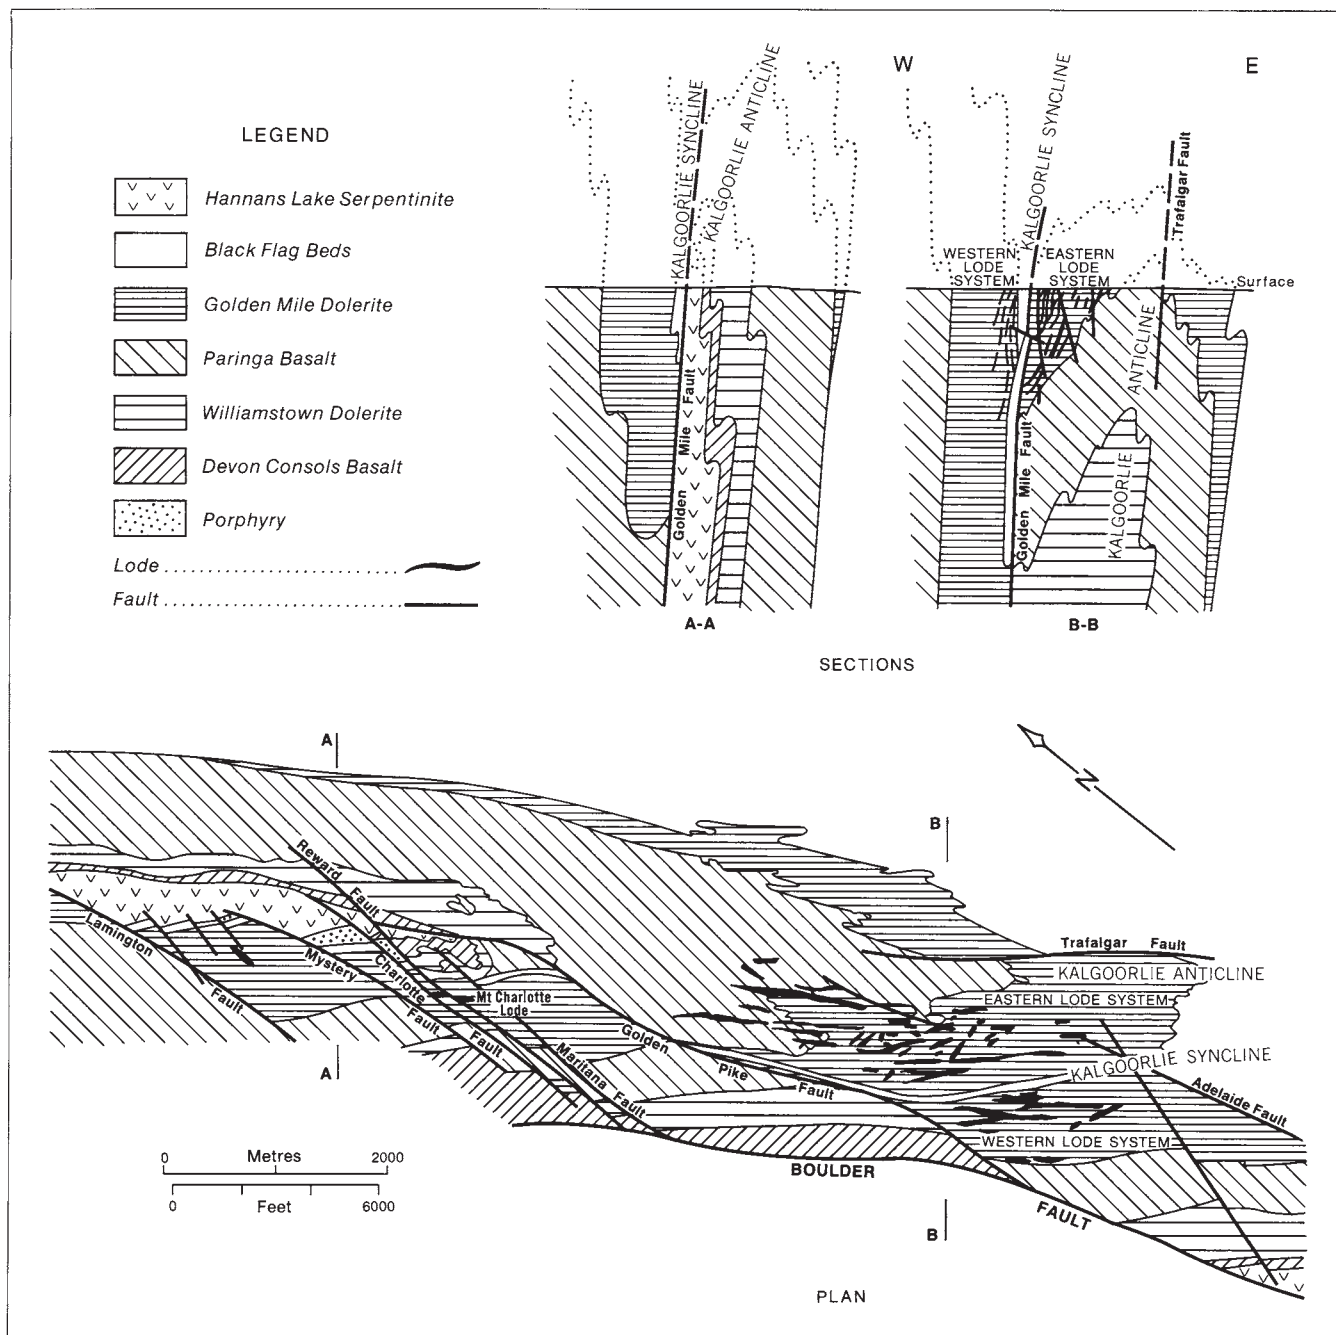 LEGEND
Hannans Lake Serpentinite
Black Flag Beds
Golden Mile Dolerite
Paringa Basalt
Williamstown Dolerite
Devon Consols Basalt
Porphyry
Lode
Fault
KALGOORLIE SYNCLINE
KALGOORLIE ANTICLINE
Golden Mile Fault
A-A
W
E
KALGOORLIE SYNCLINE
Trafalgar Fault
WESTERN
LODE
SYSTEM
EASTERN
LODE
SYSTEM
Surface
Golden Mile Fault
KALGOORLIE ANTICLINE
B-B
SECTIONS
A
B
N
Reward Fault
Lamington Fault
Mystery Fault
Charlotte Fault
Mt Charlotte
Lode
Maritana Fault
Golden
Pike Fault
Trafalgar Fault
KALGOORLIE ANTICLINE
EASTERN LODE SYSTEM
KALGOORLIE SYNCLINE
Adelaide Fault
WESTERN LODE SYSTEM
BOULDER FAULT
A
B
0 Metres 2000
0 Feet 6000
PLAN